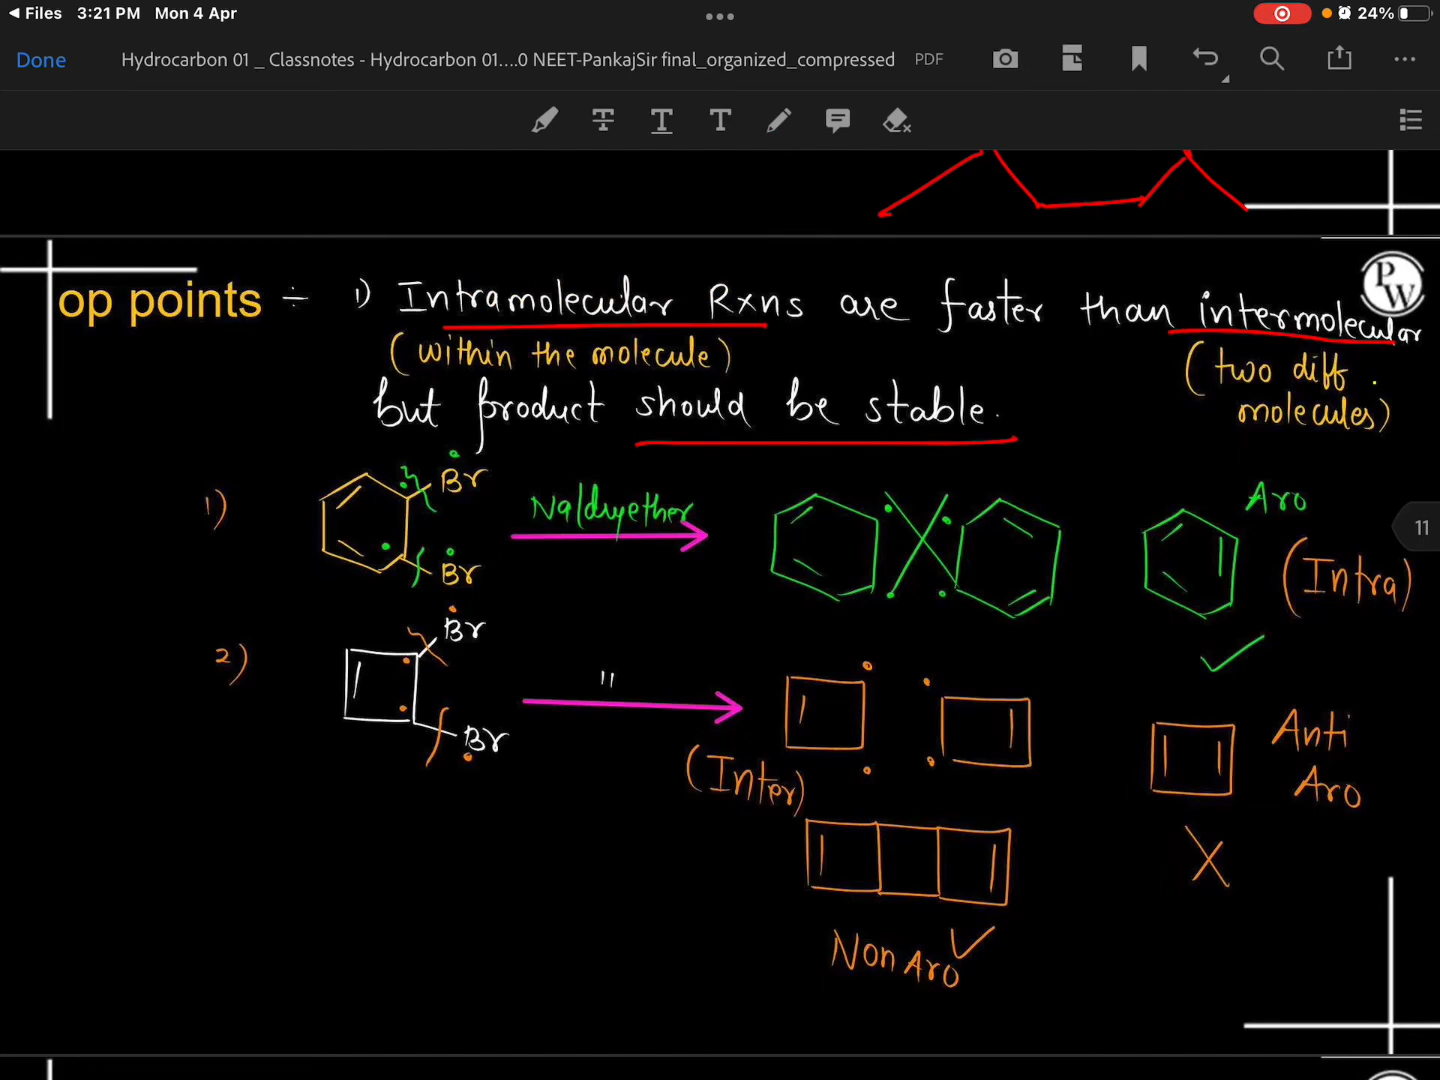 Files 3:21 PM Mon 4 Apr 24%
Done Hydrocarbon 01 _ Classnotes - Hydrocarbon 01....0 NEET-PankajSir final_organized_compressed PDF
op points ÷ 1) Intramolecular Rxns are faster than intermolecular
PW
(within the molecule)
(two diff. molecules)
but product should be stable.
1) Br
Br
Na/dryether
Aro
(Intra)
11
2) Br
Br
"
(Inter)
Anti
Aro
X
Non Aro